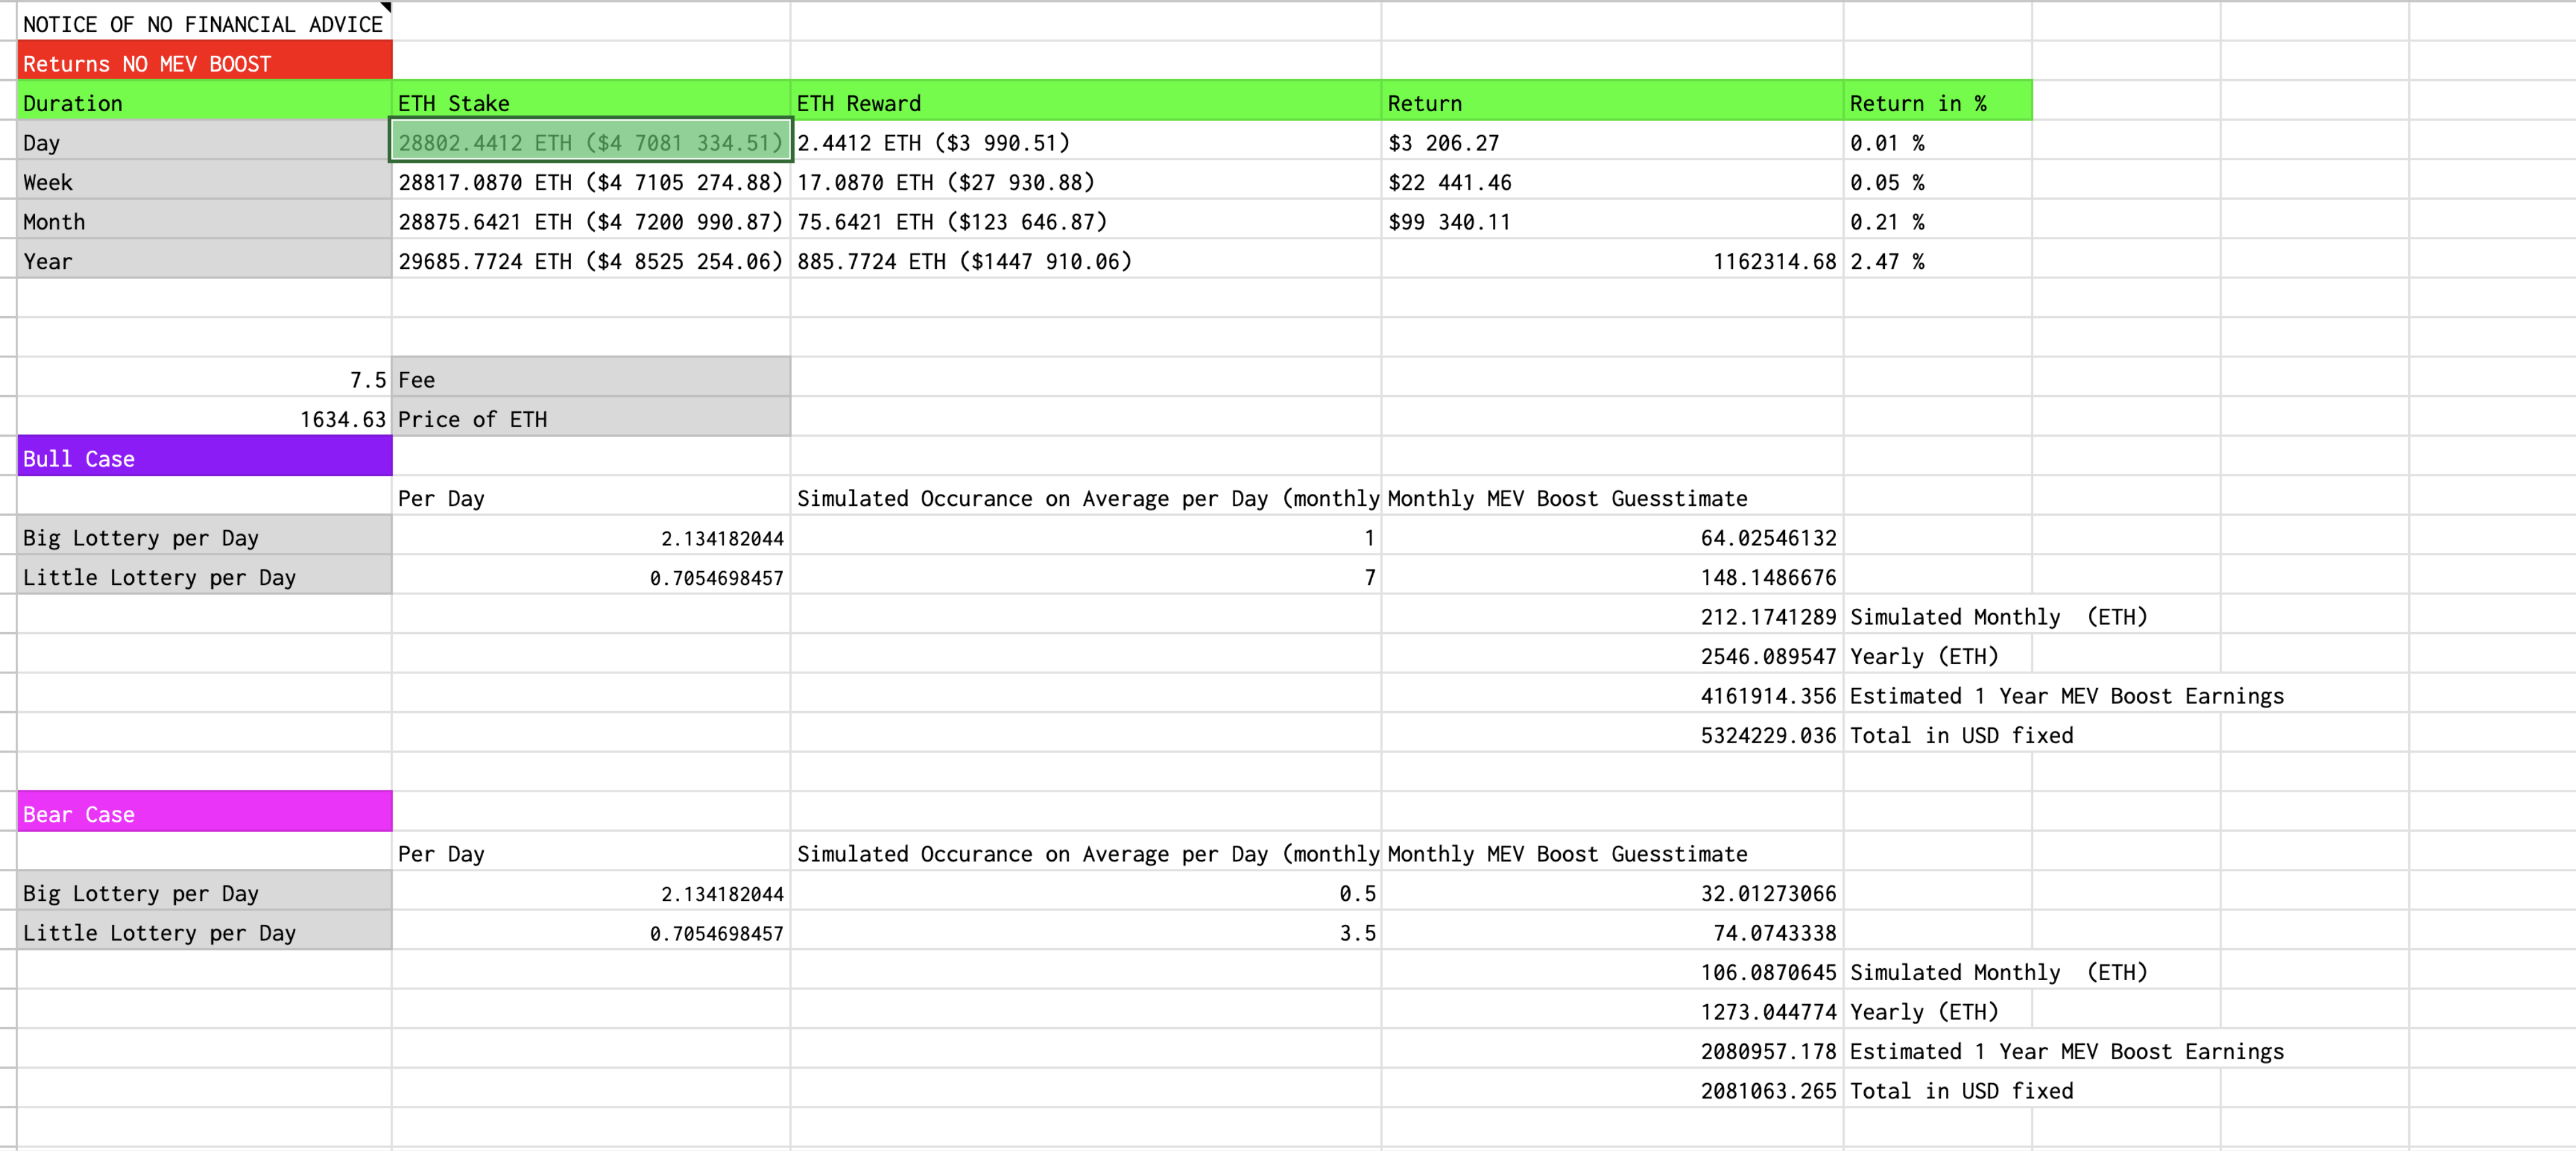 NOTICE OF NO FINANCIAL ADVICE
Returns NO MEV BOOST
Duration ETH Stake ETH Reward Return Return in %
Day 28802.4412 ETH ($4 7081 334.51) 2.4412 ETH ($3 990.51) $3 206.27 0.01 %
Week 28817.0870 ETH ($4 7105 274.88) 17.0870 ETH ($27 930.88) $22 441.46 0.05 %
Month 28875.6421 ETH ($4 7200 990.87) 75.6421 ETH ($123 646.87) $99 340.11 0.21 %
Year 29685.7724 ETH ($4 8525 254.06) 885.7724 ETH ($1447 910.06) 1162314.68 2.47 %
7.5 Fee
1634.63 Price of ETH
Bull Case
Per Day Simulated Occurance on Average per Day (monthly Monthly MEV Boost Guesstimate
Big Lottery per Day 2.134182044 1 64.02546132
Little Lottery per Day 0.7054698457 7 148.1486676
212.1741289 Simulated Monthly (ETH)
2546.089547 Yearly (ETH)
4161914.356 Estimated 1 Year MEV Boost Earnings
5324229.036 Total in USD fixed
Bear Case
Per Day Simulated Occurance on Average per Day (monthly Monthly MEV Boost Guesstimate
Big Lottery per Day 2.134182044 0.5 32.01273066
Little Lottery per Day 0.7054698457 3.5 74.0743338
106.0870645 Simulated Monthly (ETH)
1273.044774 Yearly (ETH)
2080957.178 Estimated 1 Year MEV Boost Earnings
2081063.265 Total in USD fixed